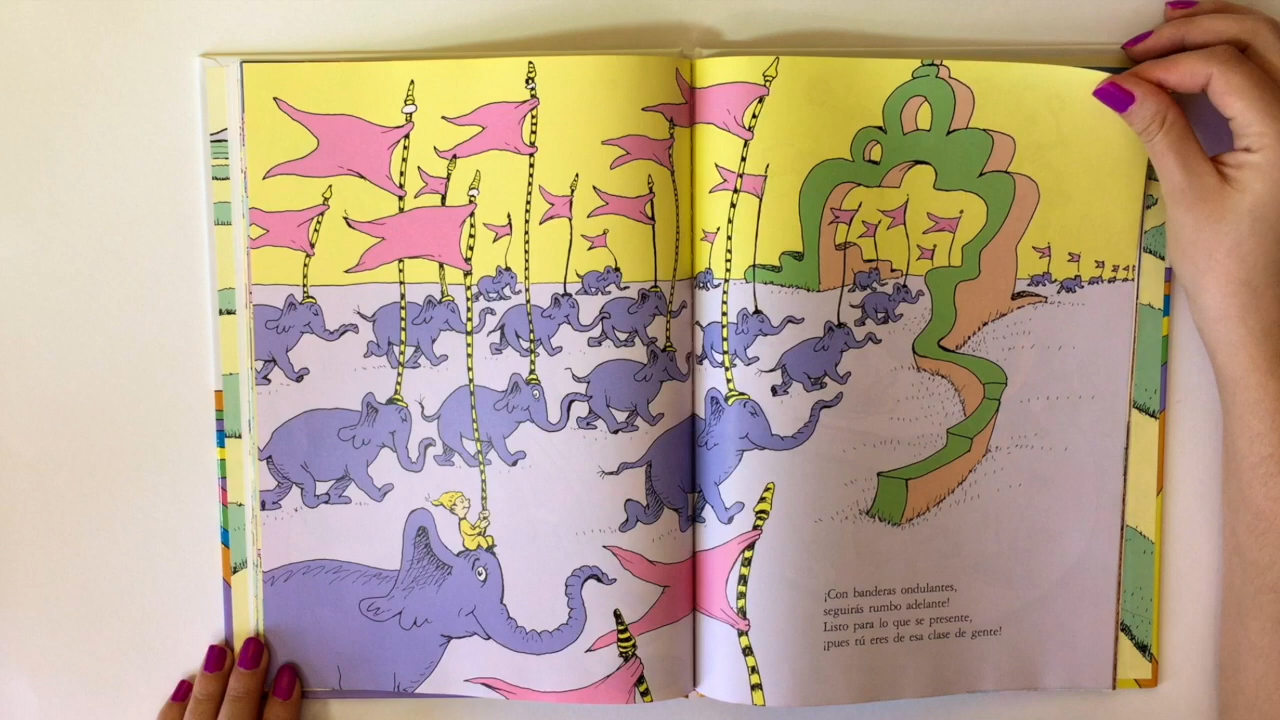 ¡Con banderas ondulantes,
seguirás rumbo adelante!
Listo para lo que se presente,
¡pues tú eres de esa clase de gente!